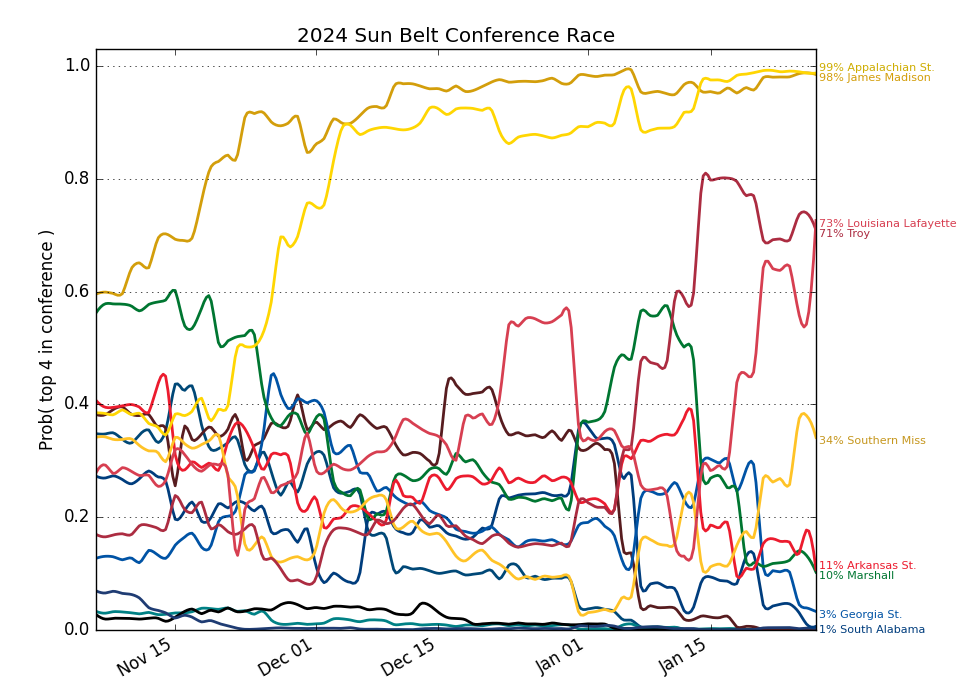 2024 Sun Belt Conference Race
Prob( top 4 in conference )
1.0
0.8
0.6
0.4
0.2
0.0
Nov 15
Dec 01
Dec 15
Jan 01
Jan 15
99% Appalachian St.
98% James Madison
73% Louisiana Lafayette
71% Troy
34% Southern Miss
11% Arkansas St.
10% Marshall
3% Georgia St.
1% South Alabama